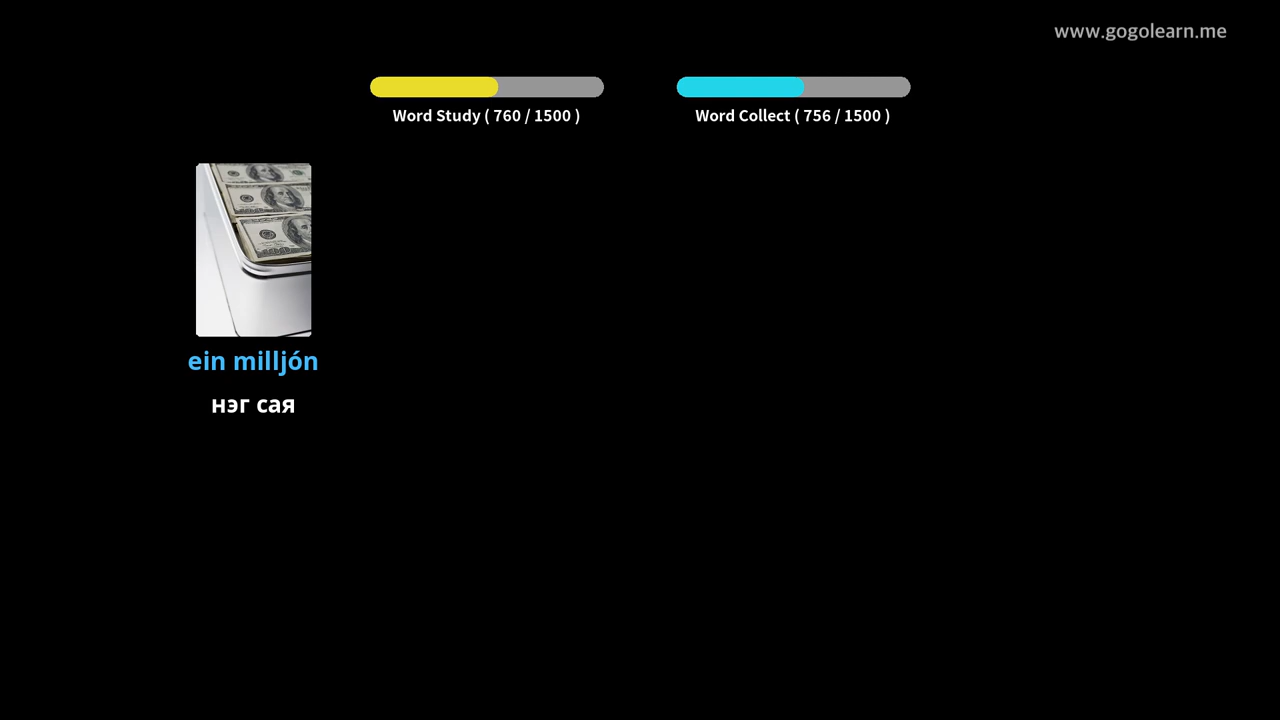 www.gogolearn.me
Word Study ( 760 / 1500 )
Word Collect ( 756 / 1500 )
ein milljón
нэг сая